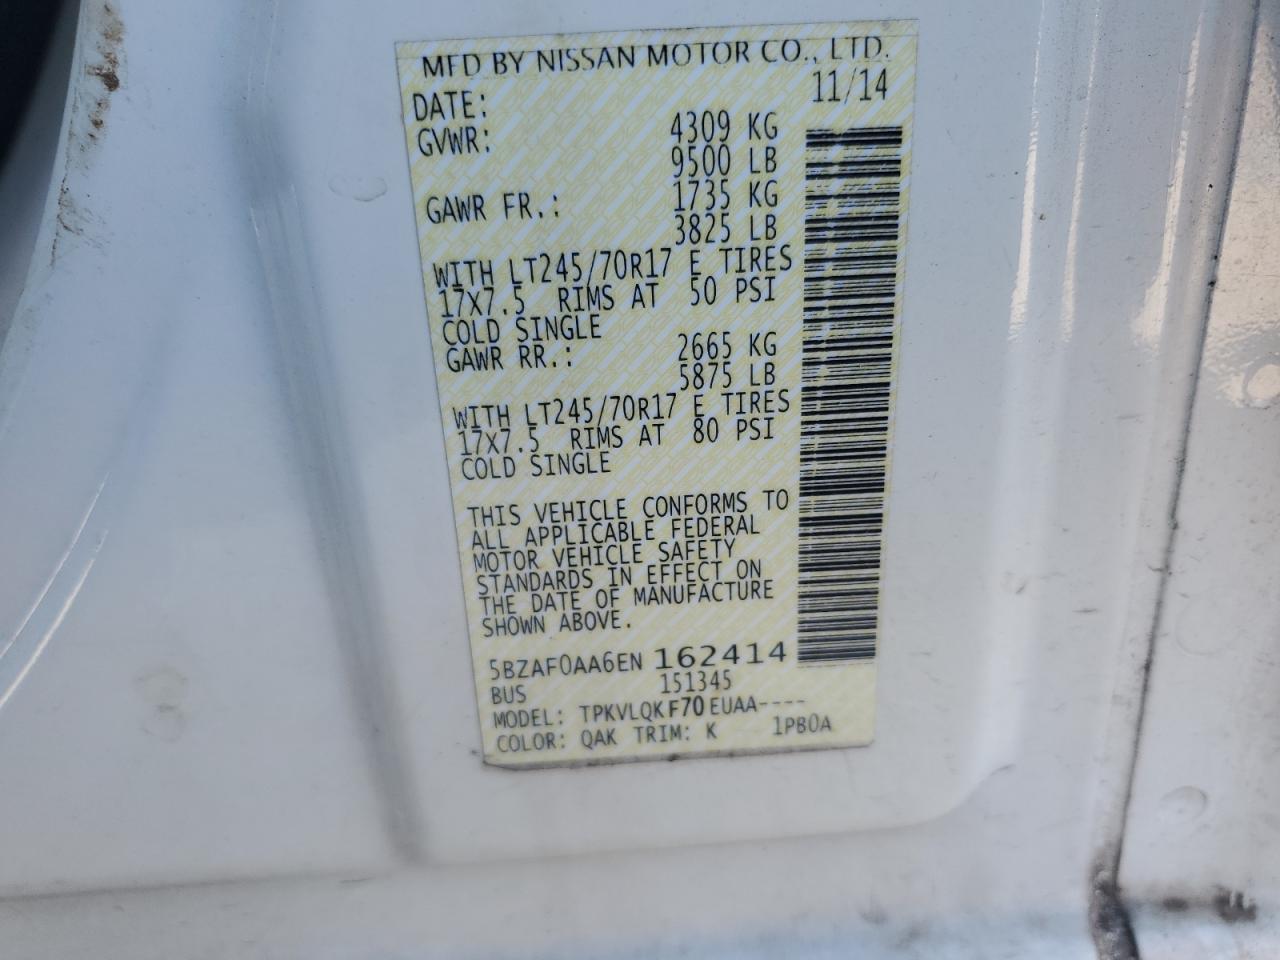 MFD BY NISSAN MOTOR CO., LTD.
DATE: 11/14
GVWR: 4309 KG
9500 LB
GAWR FR.: 1735 KG
3825 LB
WITH LT245/70R17 E TIRES
17X7.5 RIMS AT 50 PSI
COLD SINGLE
GAWR RR.: 2665 KG
5875 LB
WITH LT245/70R17 E TIRES
17X7.5 RIMS AT 80 PSI
COLD SINGLE
THIS VEHICLE CONFORMS TO
ALL APPLICABLE FEDERAL
MOTOR VEHICLE SAFETY
STANDARDS IN EFFECT ON
THE DATE OF MANUFACTURE
SHOWN ABOVE.
5BZAF0AA6EN 162414
BUS 151345
MODEL: TPKVLQKF70EUAA----
COLOR: QAK TRIM: K 1PB0A